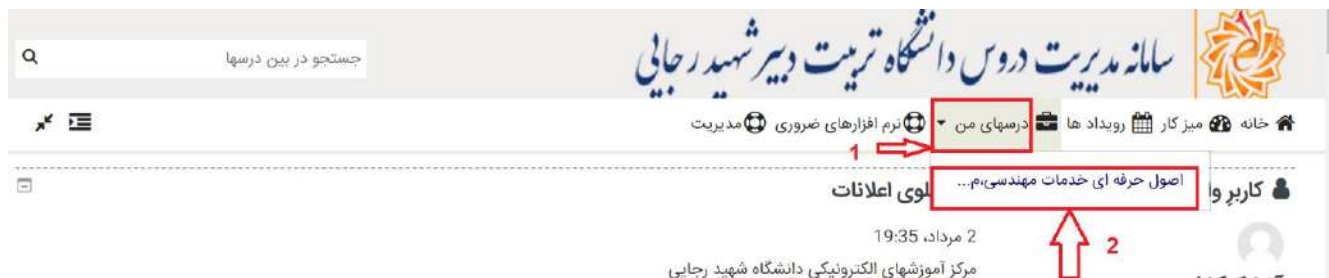 سامانه مدیریت دروس دانشگاه تربیت دبیر شهید رجایی
جستجو در بین درسها
خانه میز کار رویداد ها درسهای من نرم افزارهای ضروری مدیریت
1
اصول حرفه ای خدمات مهندسی،م...
کاربرِ
لوی اعلانات
2
2 مرداد، 19:35
مرکز آموزشهای الکترونیکی دانشگاه شهید رجایی